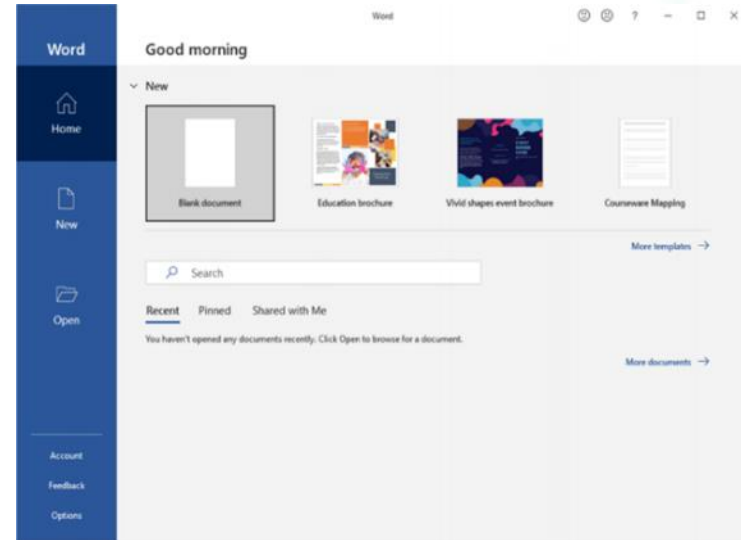 Word
?
Word
Good morning
Home
New
Open
Account
Feedback
Options
New
Blank document
Education brochure
Vivid shapes event brochure
Courseware Mapping
More templates
Search
Recent Pinned Shared with Me
You haven't opened any documents recently. Click Open to browse for a document.
More documents